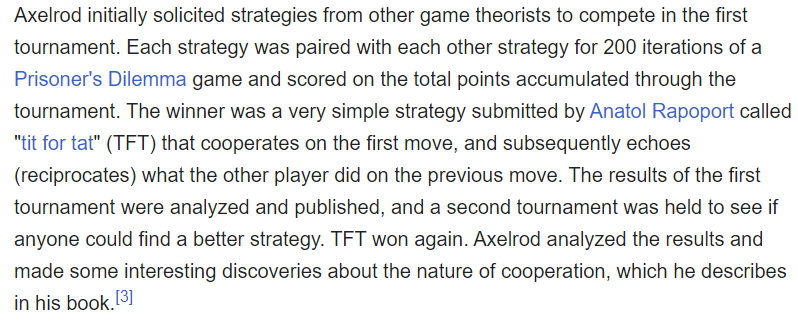 Axelrod initially solicited strategies from other game theorists to compete in the first
tournament. Each strategy was paired with each other strategy for 200 iterations of a
Prisoner's Dilemma game and scored on the total points accumulated through the
tournament. The winner was a very simple strategy submitted by Anatol Rapoport called
"tit for tat" (TFT) that cooperates on the first move, and subsequently echoes
(reciprocates) what the other player did on the previous move. The results of the first
tournament were analyzed and published, and a second tournament was held to see if
anyone could find a better strategy. TFT won again. Axelrod analyzed the results and
made some interesting discoveries about the nature of cooperation, which he describes
in his book.[3]